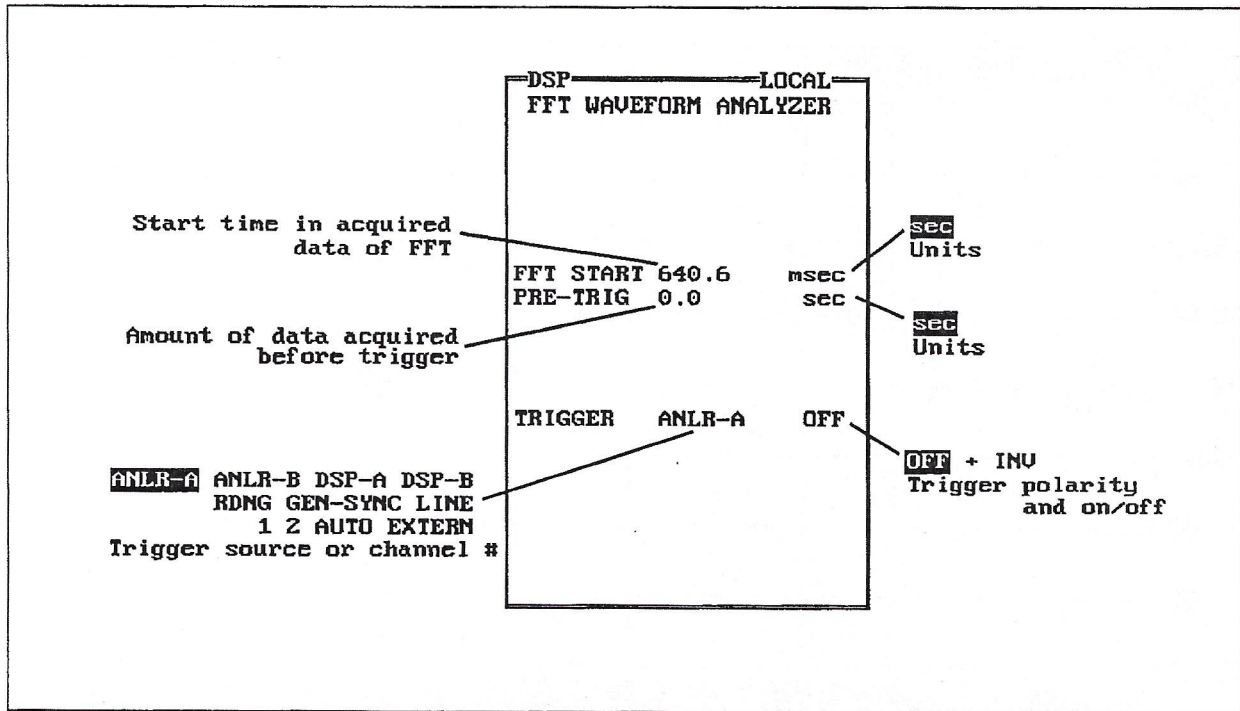 DSP LOCAL
FFT WAVEFORM ANALYZER
Start time in acquired
data of FFT
sec
Units
FFT START 640.6 msec
PRE-TRIG 0.0 sec
sec
Units
Amount of data acquired
before trigger
TRIGGER ANLR-A OFF
OFF + INV
Trigger polarity
and on/off
ANLR-A ANLR-B DSP-A DSP-B
RDNG GEN-SYNC LINE
1 2 AUTO EXTERN
Trigger source or channel #